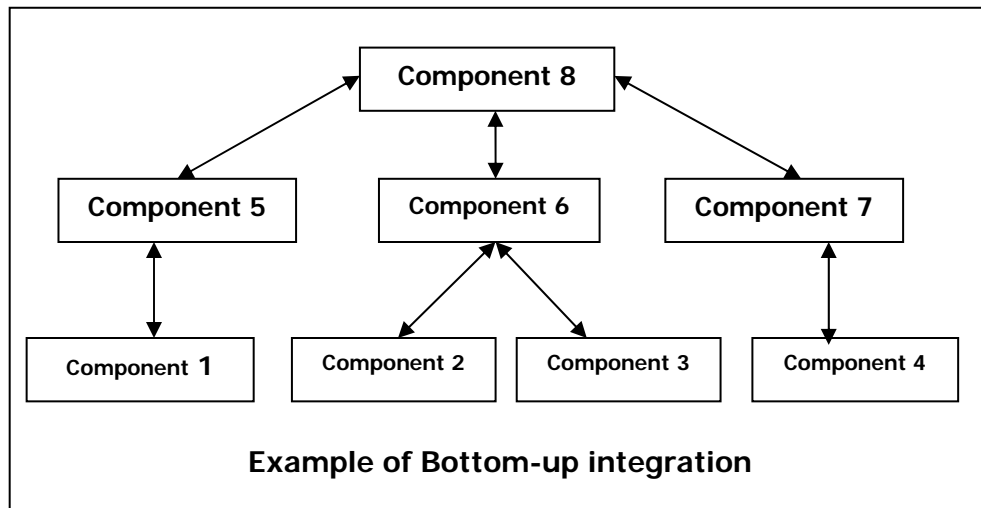 Component 8
Component 5
Component 6
Component 7
Component 1
Component 2
Component 3
Component 4
Example of Bottom-up integration